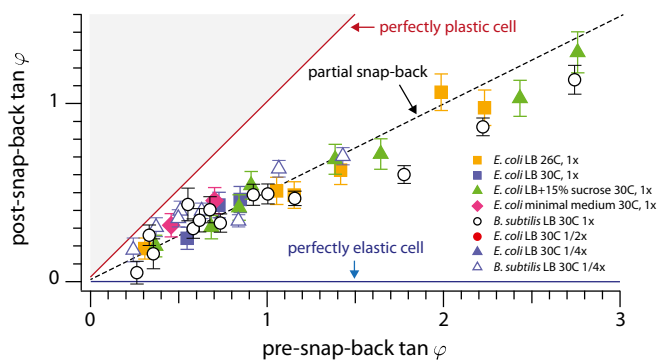 perfectly plastic cell
partial snap-back
post-snap-back tan φ
1
0
E. coli LB 26C, 1x
E. coli LB 30C, 1x
E. coli LB+15% sucrose 30C, 1x
E. coli minimal medium 30C, 1x
B. subtilis LB 30C 1x
E. coli LB 30C 1/2x
E. coli LB 30C 1/4x
B. subtilis LB 30C 1/4x
perfectly elastic cell
0 1 2 3
pre-snap-back tan φ